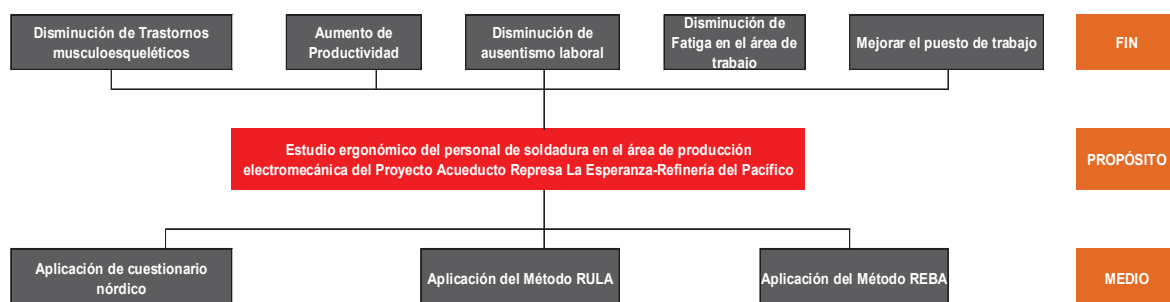 Disminución de Trastornos
musculoesqueléticos
Aumento de
Productividad
Disminución de
ausentismo laboral
Disminución de
Fatiga en el área de
trabajo
Mejorar el puesto de trabajo
FIN
Estudio ergonómico del personal de soldadura en el área de producción
electromecánica del Proyecto Acueducto Represa La Esperanza-Refinería del Pacífico
PROPÓSITO
Aplicación de cuestionario
nórdico
Aplicación del Método RULA
Aplicación del Método REBA
MEDIO